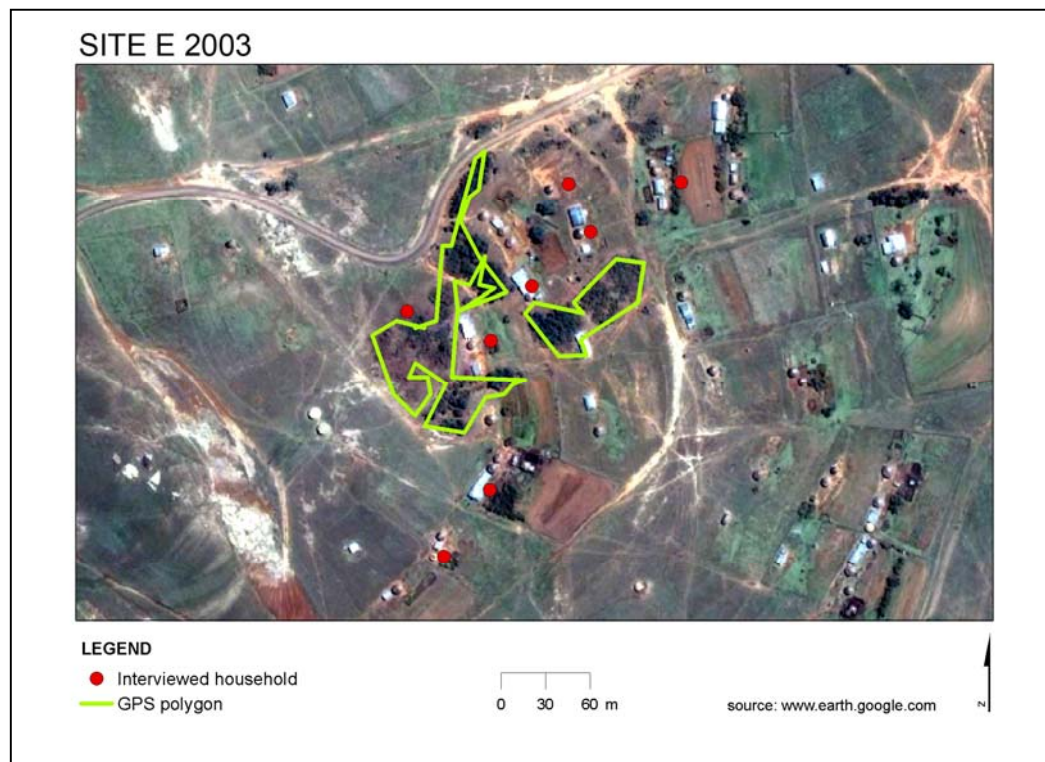 SITE E 2003
LEGEND
Interviewed household
GPS polygon
0 30 60 m
source: www.earth.google.com
z